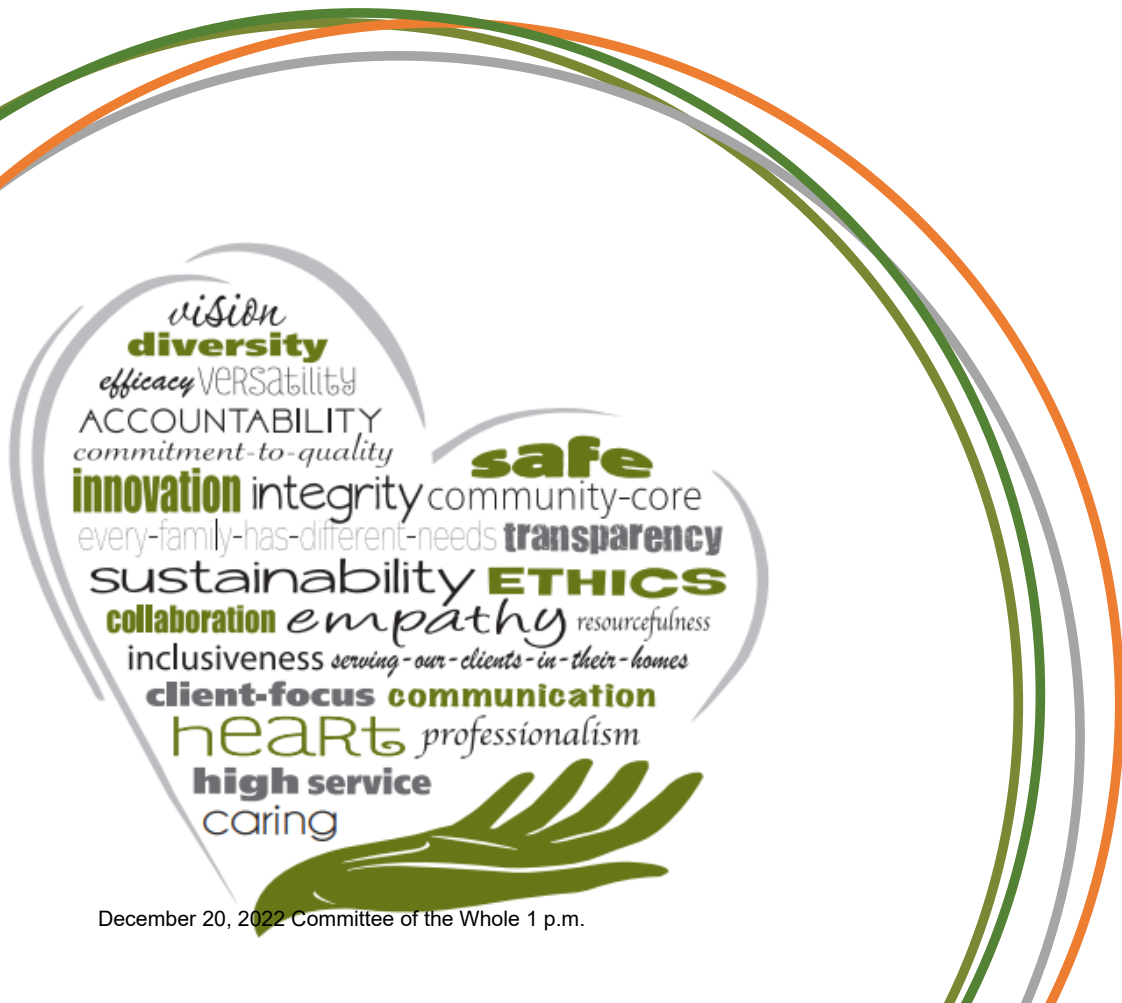 vision
diversity
efficacy VERSatility
ACCOUNTABILITY
commitment-to-quality
safe
innovation integrity community-core
every-family-has-different-needs transparency
sustainability ETHICS
collaboration empathy resourcefulness
inclusiveness serving-our-clients-in-their-homes
client-focus communication
heaRt professionalism
high service
caring
December 20, 2022 Committee of the Whole 1 p.m.